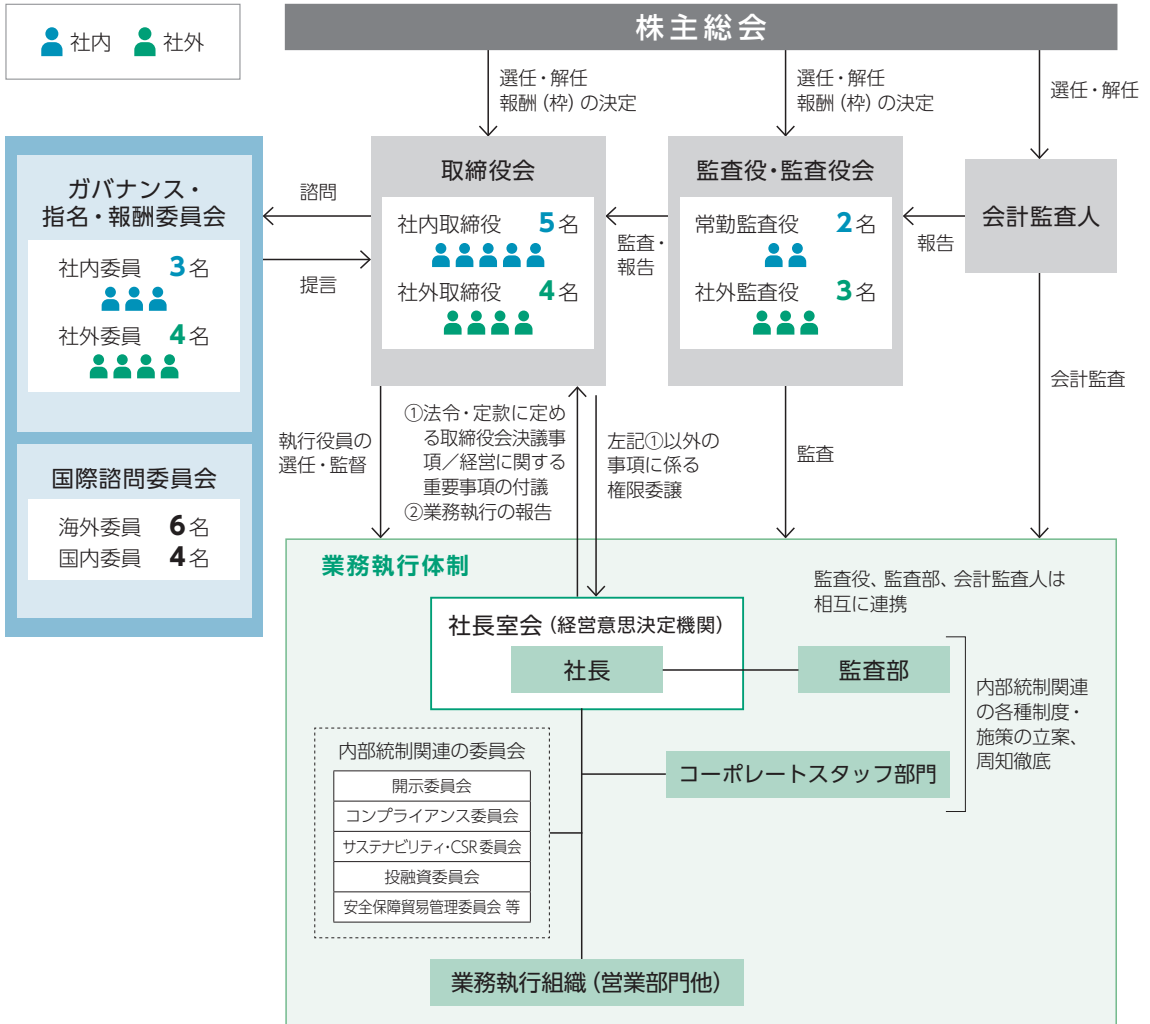 社内 社外
株主総会
選任・解任
報酬（枠）の決定
選任・解任
報酬（枠）の決定
選任・解任
ガバナンス・
指名・報酬委員会
社内委員 3名
社外委員 4名
国際諮問委員会
海外委員 6名
国内委員 4名
諮問
提言
取締役会
社内取締役 5名
社外取締役 4名
監査・
報告
監査役・監査役会
常勤監査役 2名
社外監査役 3名
報告
会計監査人
執行役員の
選任・監督
①法令・定款に定め
る取締役会決議事
項／経営に関する
重要事項の付議
②業務執行の報告
左記①以外の
事項に係る
権限委譲
監査
会計監査
業務執行体制
監査役、監査部、会計監査人は
相互に連携
社長室会（経営意思決定機関）
社長
監査部
コーポレートスタッフ部門
内部統制関連
の各種制度・
施策の立案、
周知徹底
内部統制関連の委員会
開示委員会
コンプライアンス委員会
サステナビリティ・CSR委員会
投融資委員会
安全保障貿易管理委員会 等
業務執行組織（営業部門他）